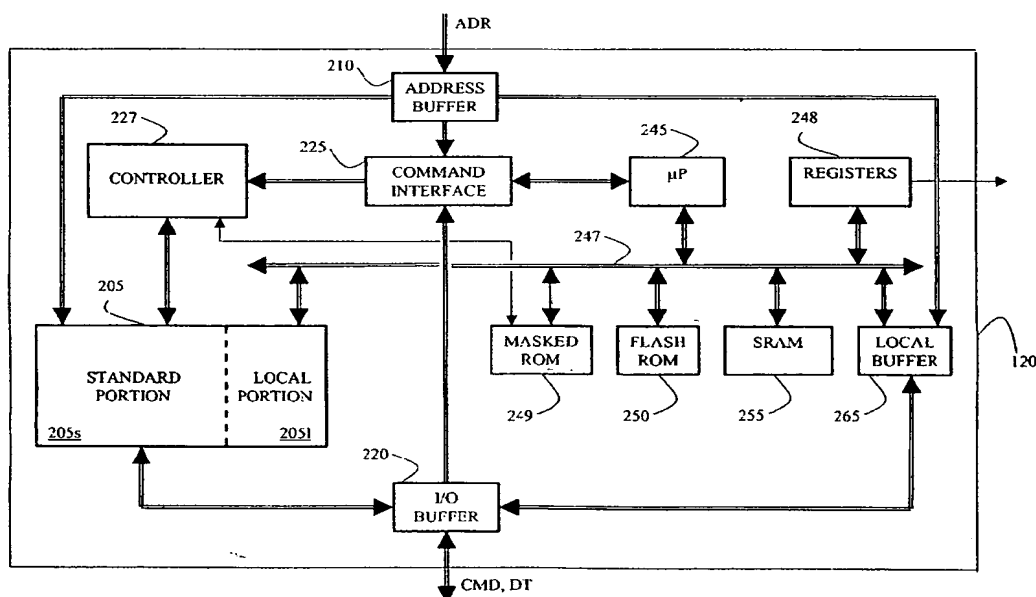 ADR
210
ADDRESS
BUFFER
227
225
245
248
CONTROLLER
COMMAND
INTERFACE
µP
REGISTERS
247
205
STANDARD
PORTION
LOCAL
PORTION
MASKED
ROM
FLASH
ROM
SRAM
LOCAL
BUFFER
120
205s
205l
249
250
255
265
220
I/O
BUFFER
CMD, DT